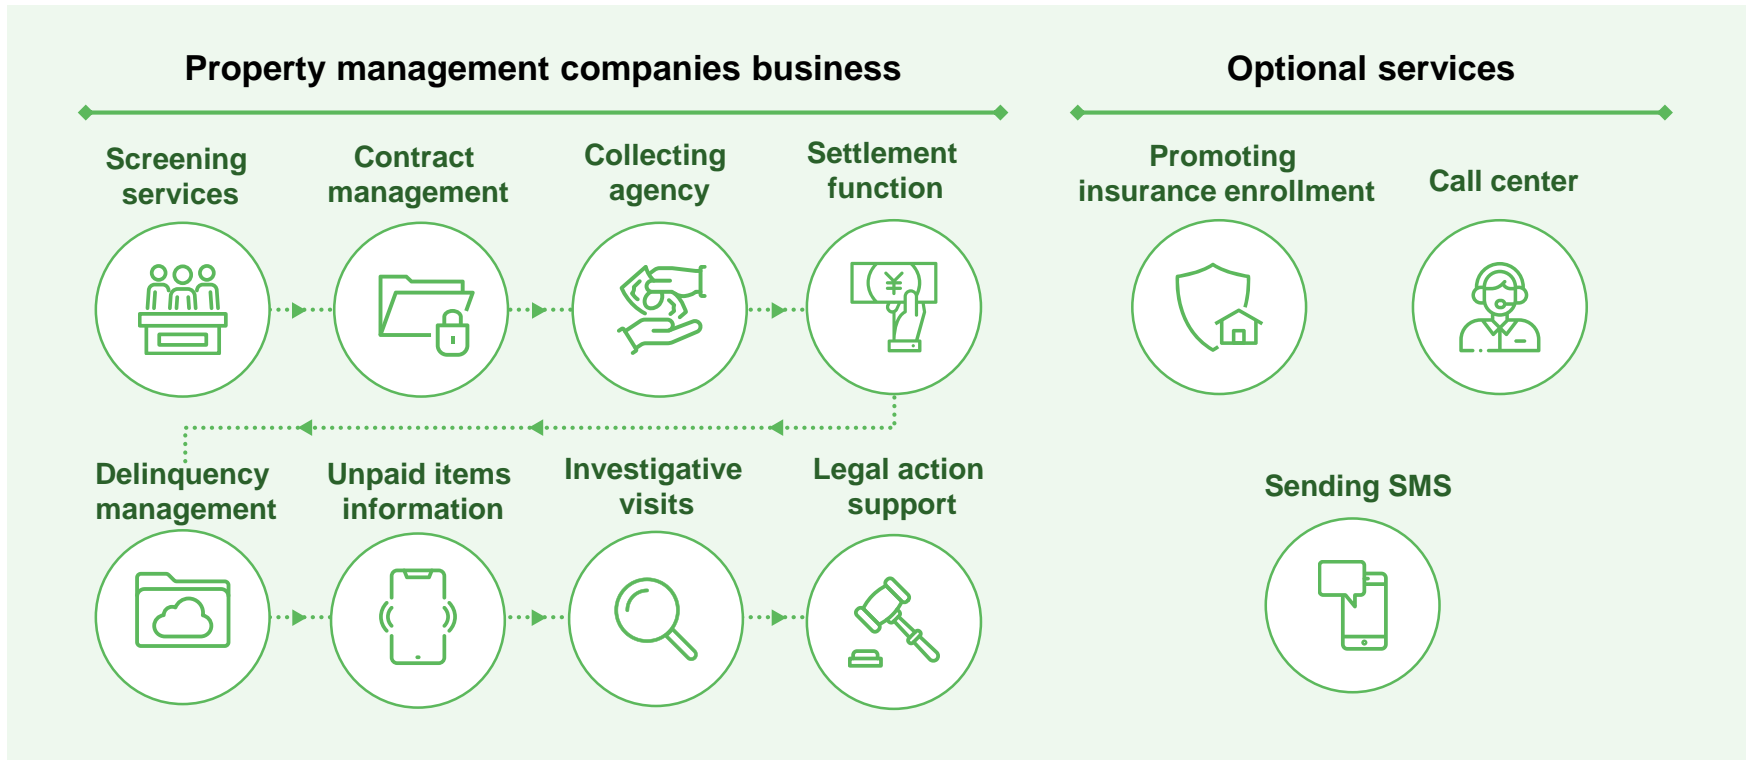 Property management companies business
Optional services
Screening
services
Contract
management
Collecting
agency
Settlement
function
Promoting
insurance enrollment
Call center
¥
Delinquency
management
Unpaid items
information
Investigative
visits
Legal action
support
Sending SMS